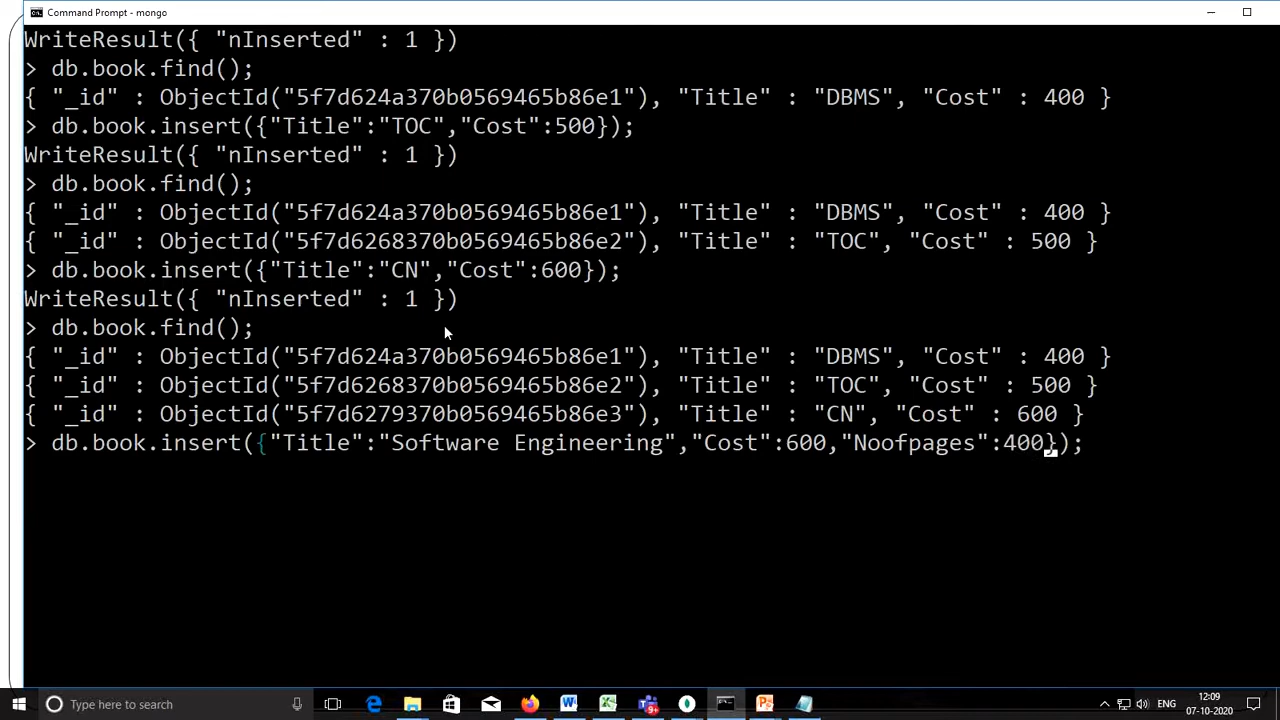 Command Prompt - mongo
WriteResult({ "nInserted" : 1 })
> db.book.find();
{ "_id" : ObjectId("5f7d624a370b0569465b86e1"), "Title" : "DBMS", "Cost" : 400 }
> db.book.insert({"Title":"TOC","Cost":500});
WriteResult({ "nInserted" : 1 })
> db.book.find();
{ "_id" : ObjectId("5f7d624a370b0569465b86e1"), "Title" : "DBMS", "Cost" : 400 }
{ "_id" : ObjectId("5f7d6268370b0569465b86e2"), "Title" : "TOC", "Cost" : 500 }
> db.book.insert({"Title":"CN","Cost":600});
WriteResult({ "nInserted" : 1 })
> db.book.find();
{ "_id" : ObjectId("5f7d624a370b0569465b86e1"), "Title" : "DBMS", "Cost" : 400 }
{ "_id" : ObjectId("5f7d6268370b0569465b86e2"), "Title" : "TOC", "Cost" : 500 }
{ "_id" : ObjectId("5f7d6279370b0569465b86e3"), "Title" : "CN", "Cost" : 600 }
> db.book.insert({"Title":"Software Engineering","Cost":600,"Noofpages":400});
Type here to search
ENG
12:09
07-10-2020